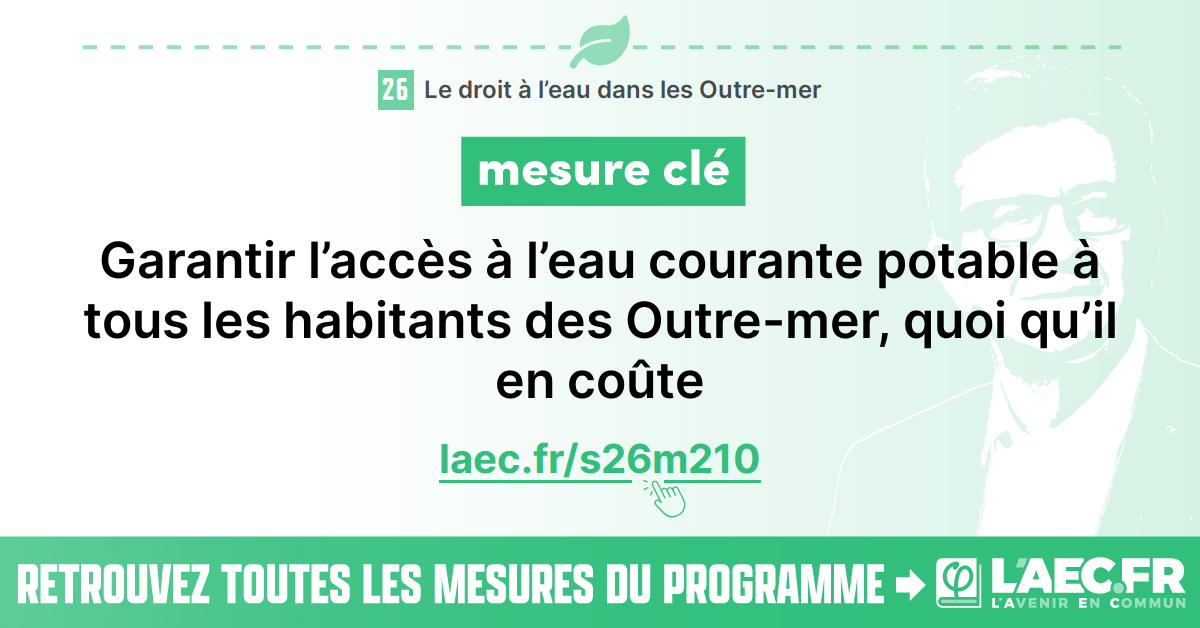 26 Le droit à l’eau dans les Outre-mer
mesure clé
Garantir l’accès à l’eau courante potable à
tous les habitants des Outre-mer, quoi qu’il
en coûte
laec.fr/s26m210
RETROUVEZ TOUTES LES MESURES DU PROGRAMME → φ L’AEC.FR
L’AVENIR EN COMMUN